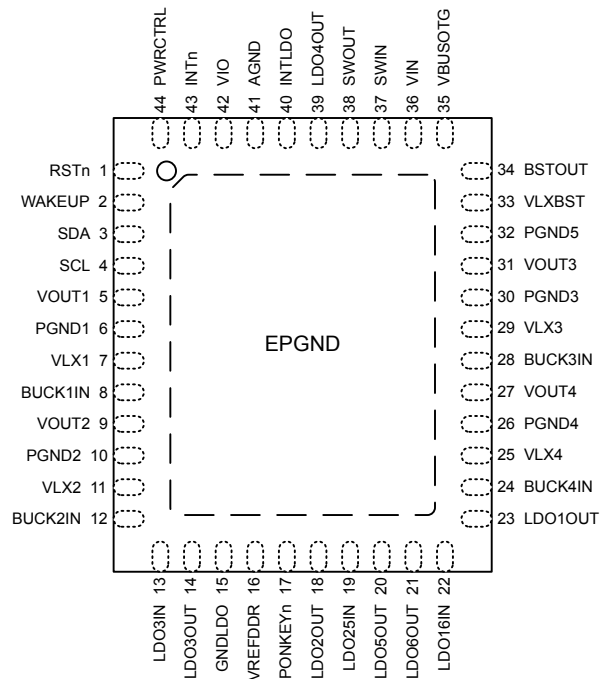 44 PWRCTRL
43 INTn
42 VIO
41 AGND
40 INTLDO
39 LDO4OUT
38 SWOUT
37 SWIN
36 VIN
35 VBUSOTG
RSTn 1
WAKEUP 2
SDA 3
SCL 4
VOUT1 5
PGND1 6
VLX1 7
BUCK1IN 8
VOUT2 9
PGND2 10
VLX2 11
BUCK2IN 12
EPGND
34 BSTOUT
33 VLXBST
32 PGND5
31 VOUT3
30 PGND3
29 VLX3
28 BUCK3IN
27 VOUT4
26 PGND4
25 VLX4
24 BUCK4IN
23 LDO1OUT
LDO3IN 13
LDO3OUT 14
GNDLDO 15
VREFDDR 16
PONKEYn 17
LDO2OUT 18
LDO25IN 19
LDO5OUT 20
LDO6OUT 21
LDO16IN 22